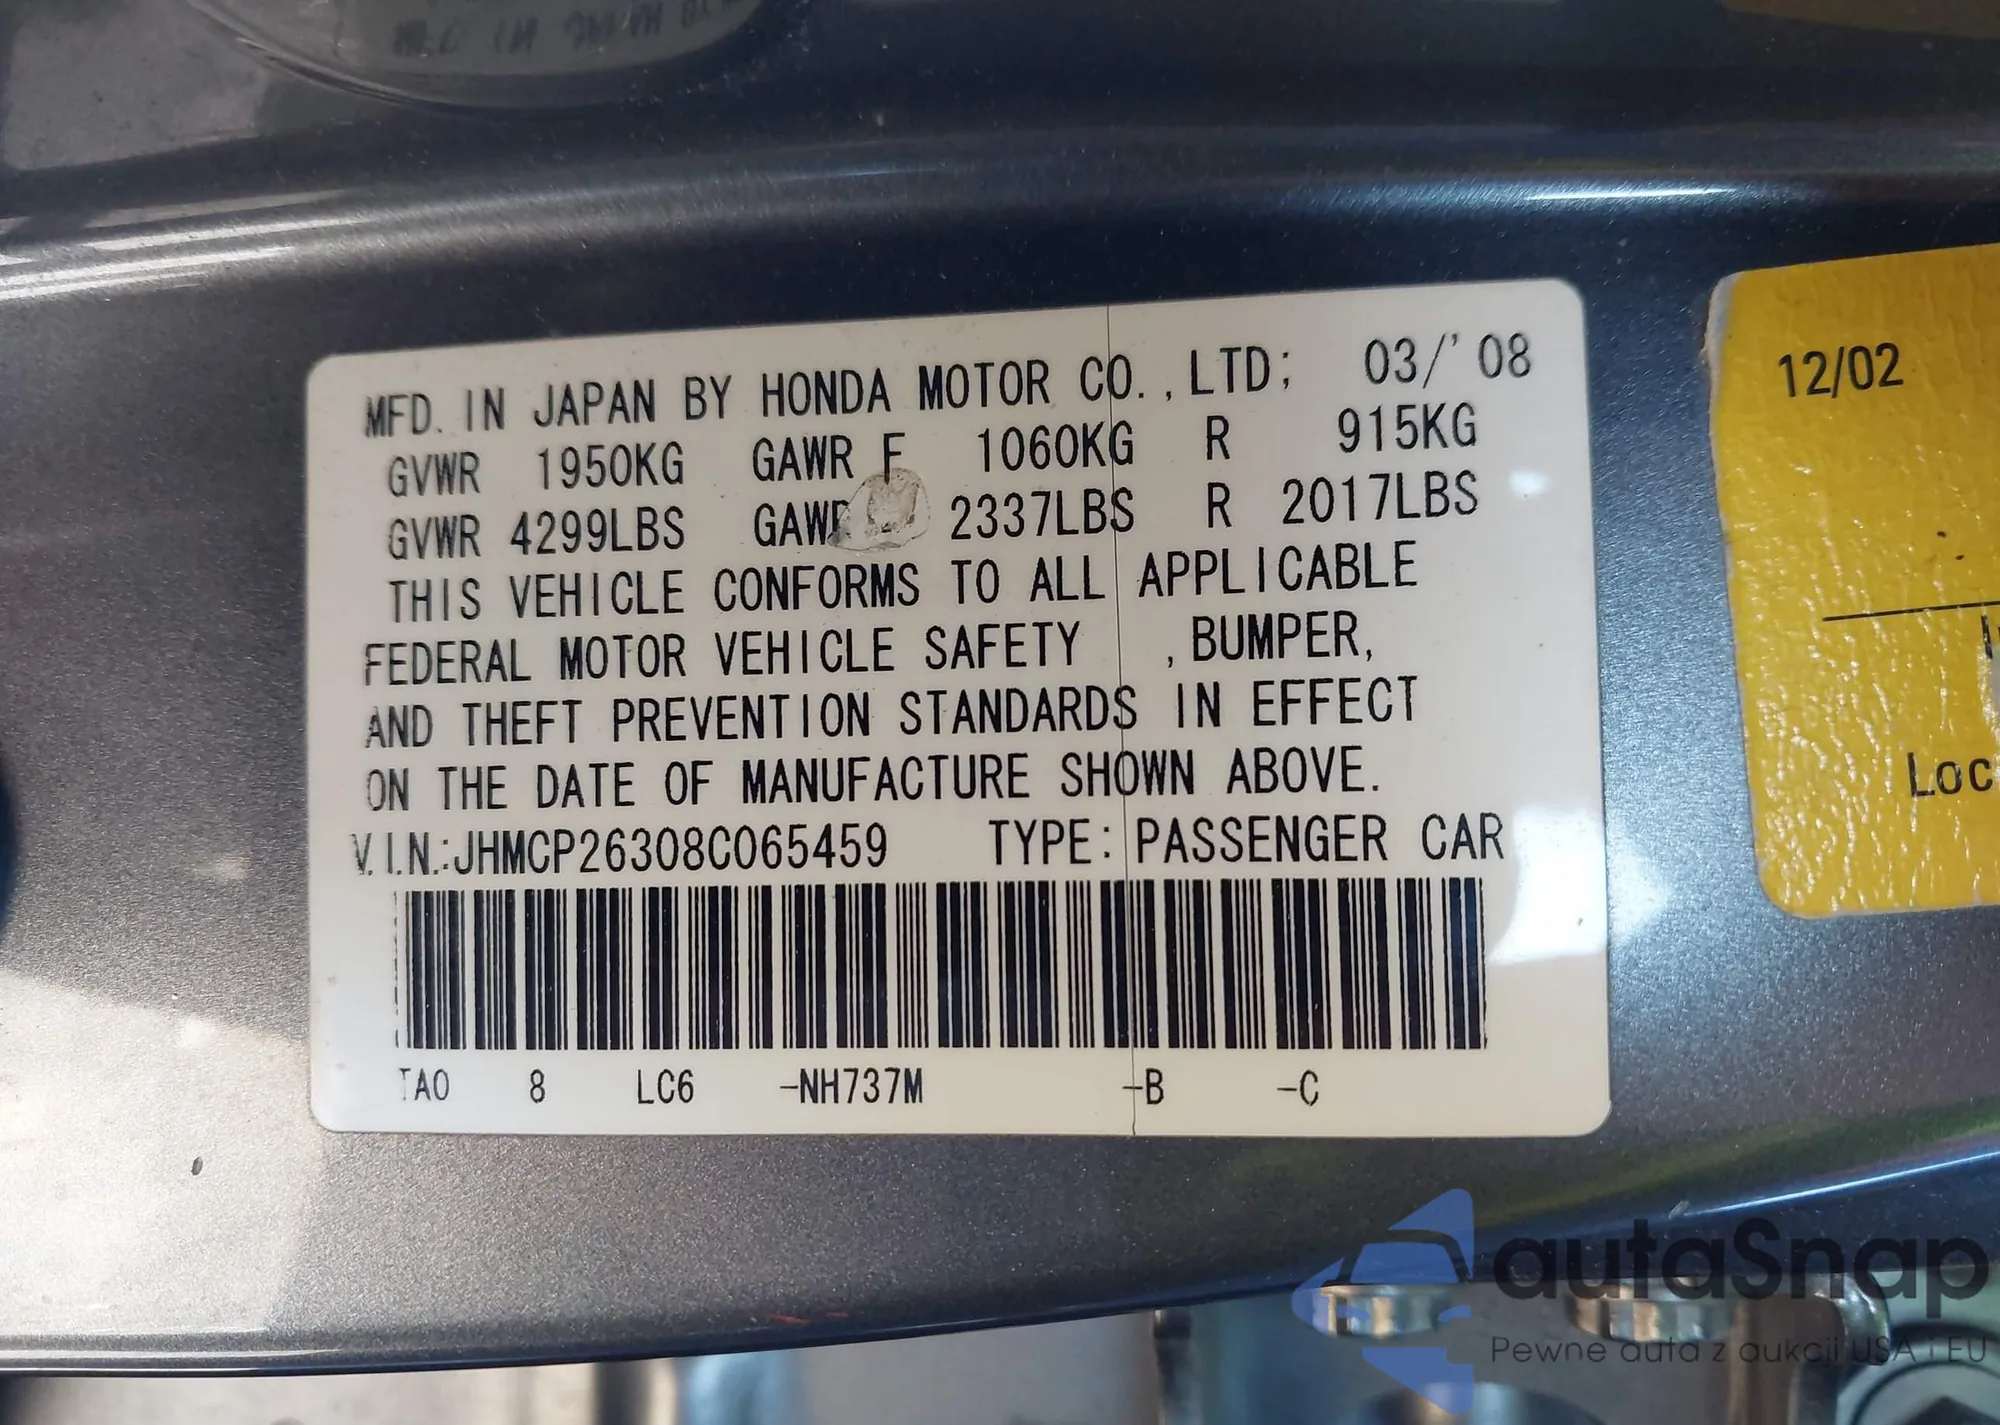 MFD. IN JAPAN BY HONDA MOTOR CO.,LTD; 03/'08
GVWR 1950KG GAWR F 1060KG R 915KG
GVWR 4299LBS GAWR 2337LBS R 2017LBS
THIS VEHICLE CONFORMS TO ALL APPLICABLE
FEDERAL MOTOR VEHICLE SAFETY ,BUMPER,
AND THEFT PREVENTION STANDARDS IN EFFECT
ON THE DATE OF MANUFACTURE SHOWN ABOVE.
V.I.N.:JHMCP26308C065459 TYPE:PASSENGER CAR
TA0 8 LC6 -NH737M -B -C
12/02
Loc
autaSnap
Pewne auta z aukcji USA i EU